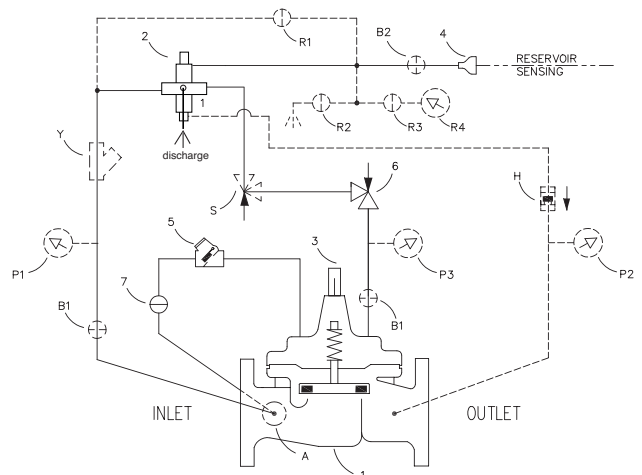 R1
2
B2
4
RESERVOIR
SENSING
1
R2
R3
R4
Y
discharge
6
H
S
5
3
P1
P3
P2
7
B1
B1
INLET
OUTLET
A
1